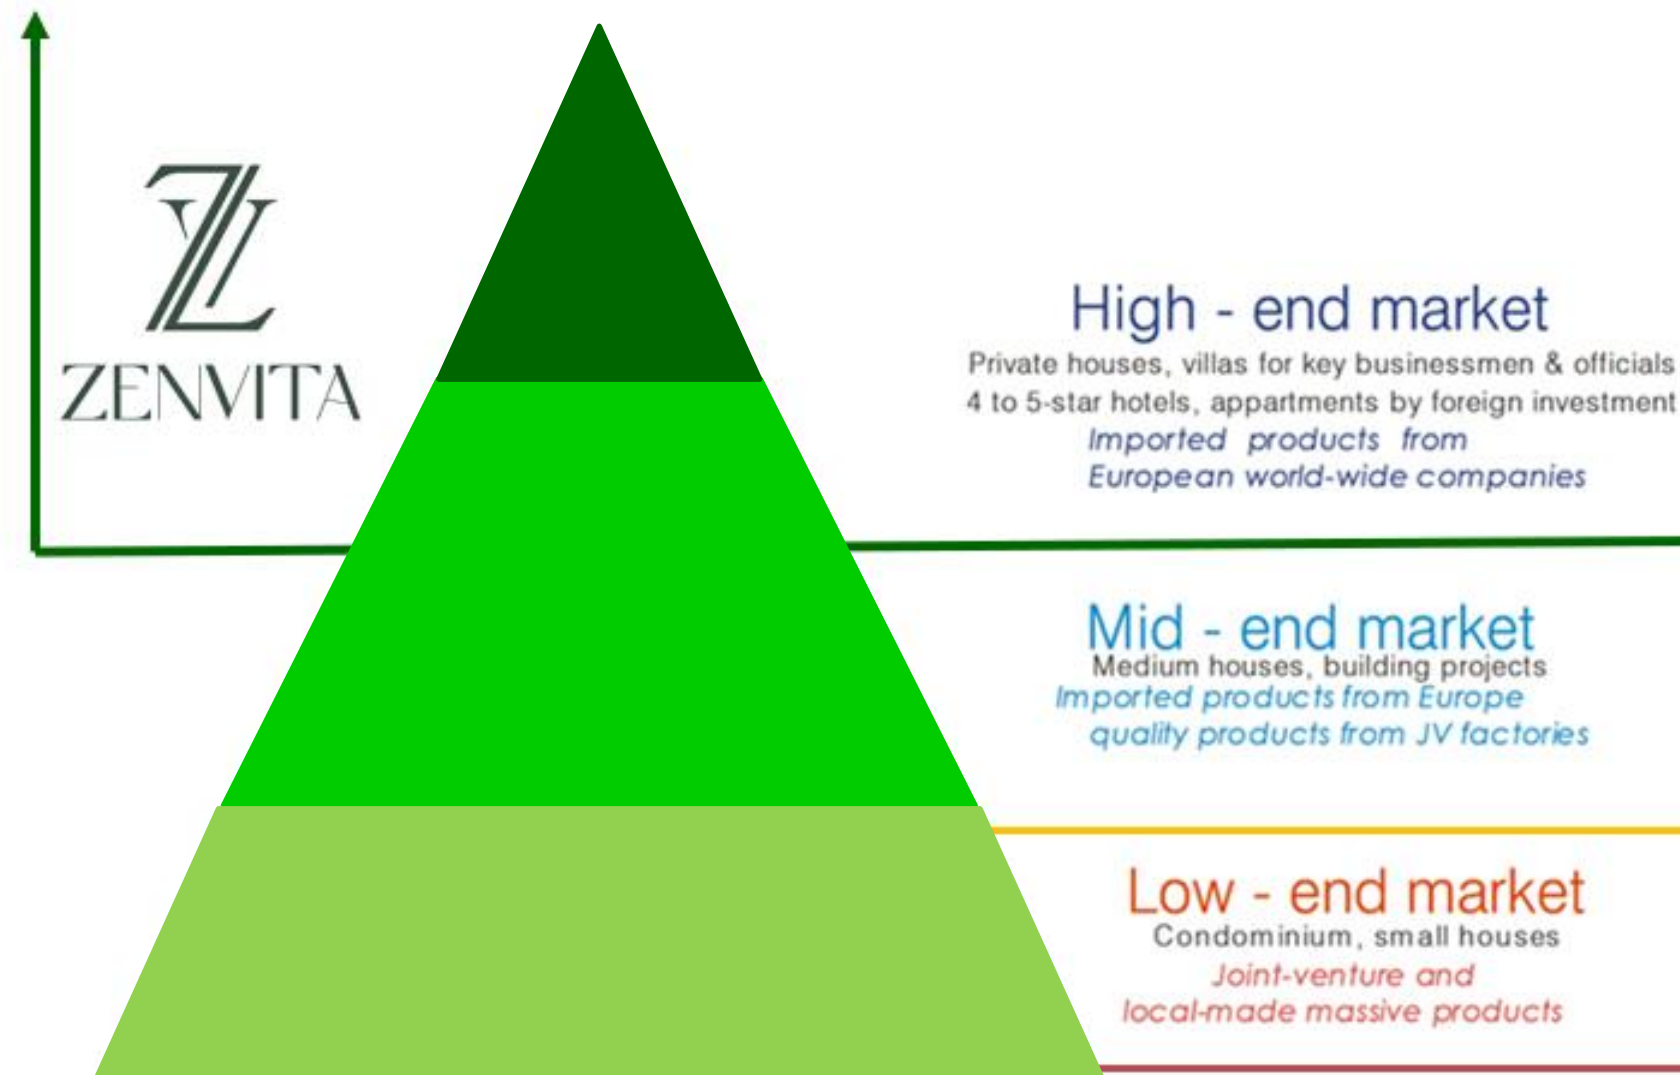 ZENVITA
High - end market
Private houses, villas for key businessmen & officials
4 to 5-star hotels, appartments by foreign investment
Imported products from
European world-wide companies
Mid - end market
Medium houses, building projects
Imported products from Europe
quality products from JV factories
Low - end market
Condominium, small houses
Joint-venture and
local-made massive products